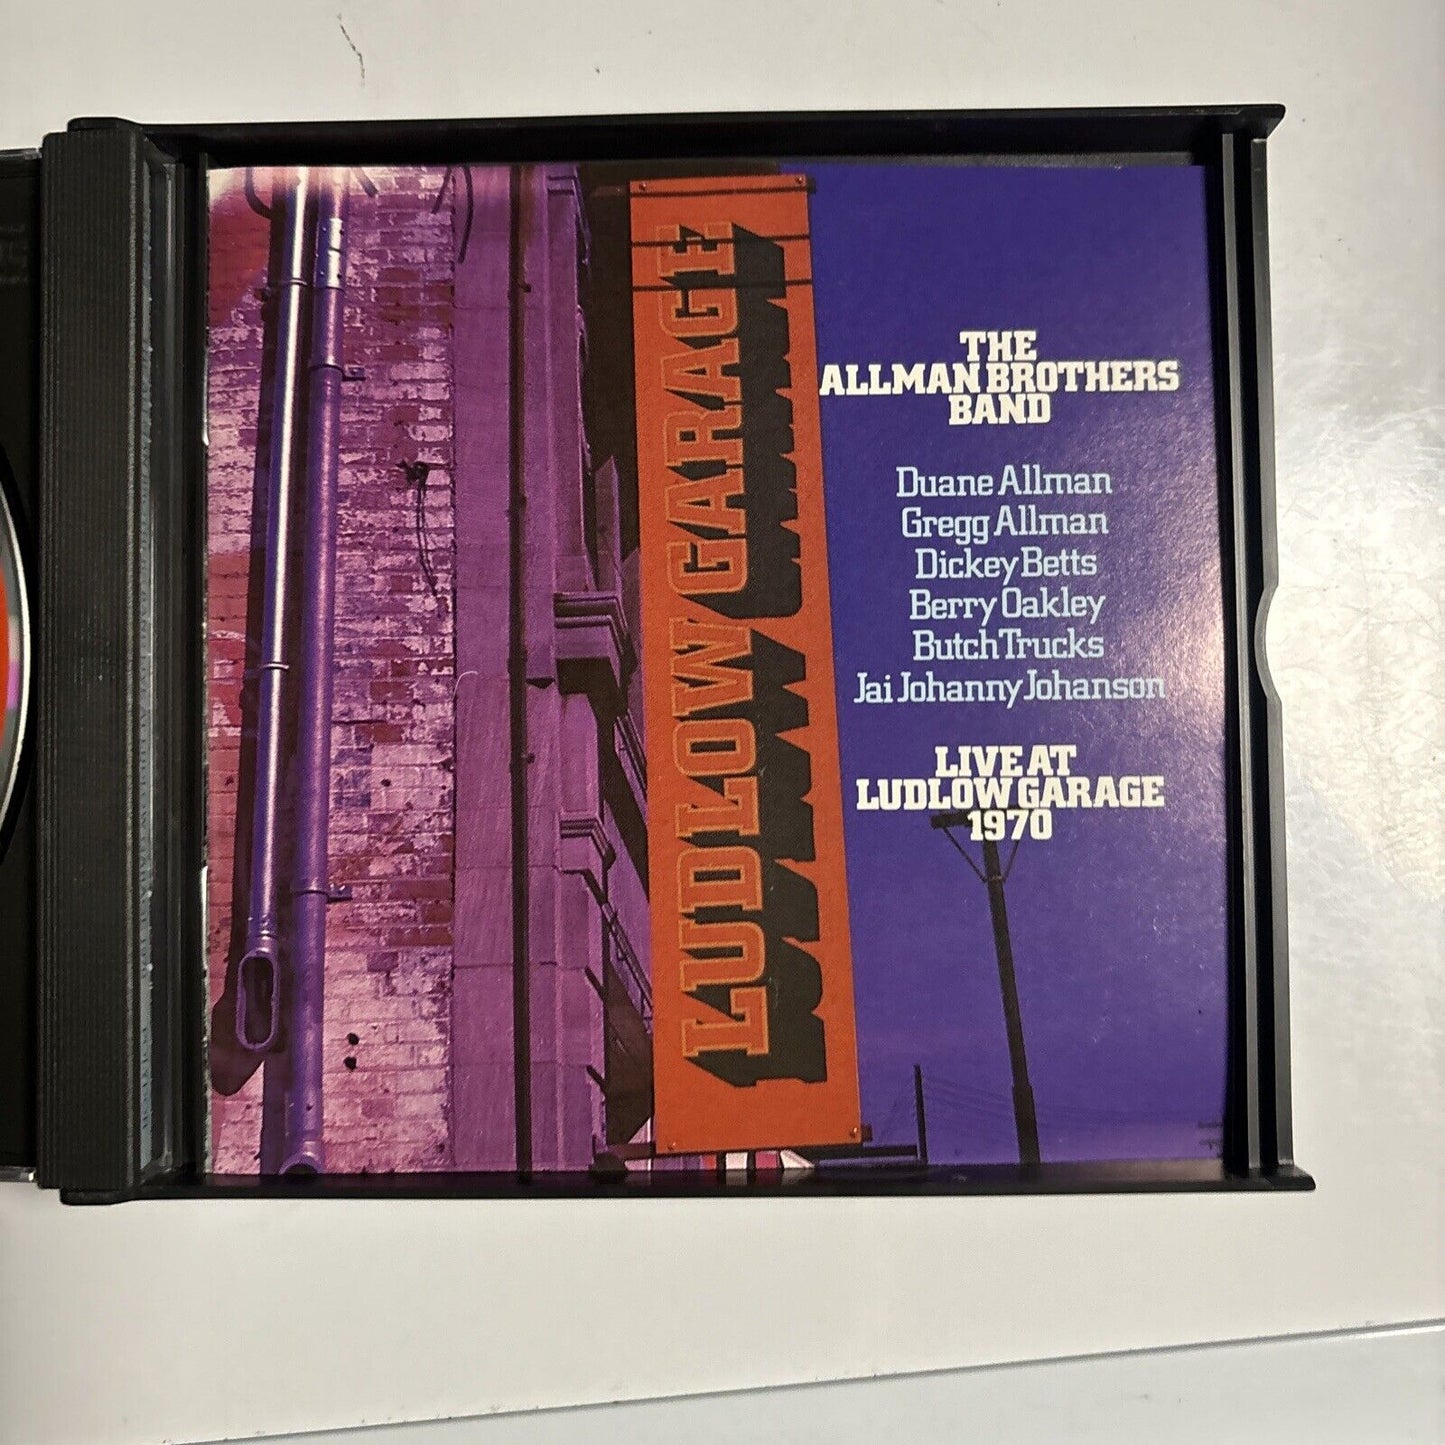 LUDLOW GARAGE
THE
ALLMAN BROTHERS
BAND
Duane Allman
Gregg Allman
Dickey Betts
Berry Oakley
Butch Trucks
Jai Johanny Johanson
LIVE AT
LUDLOW GARAGE
1970